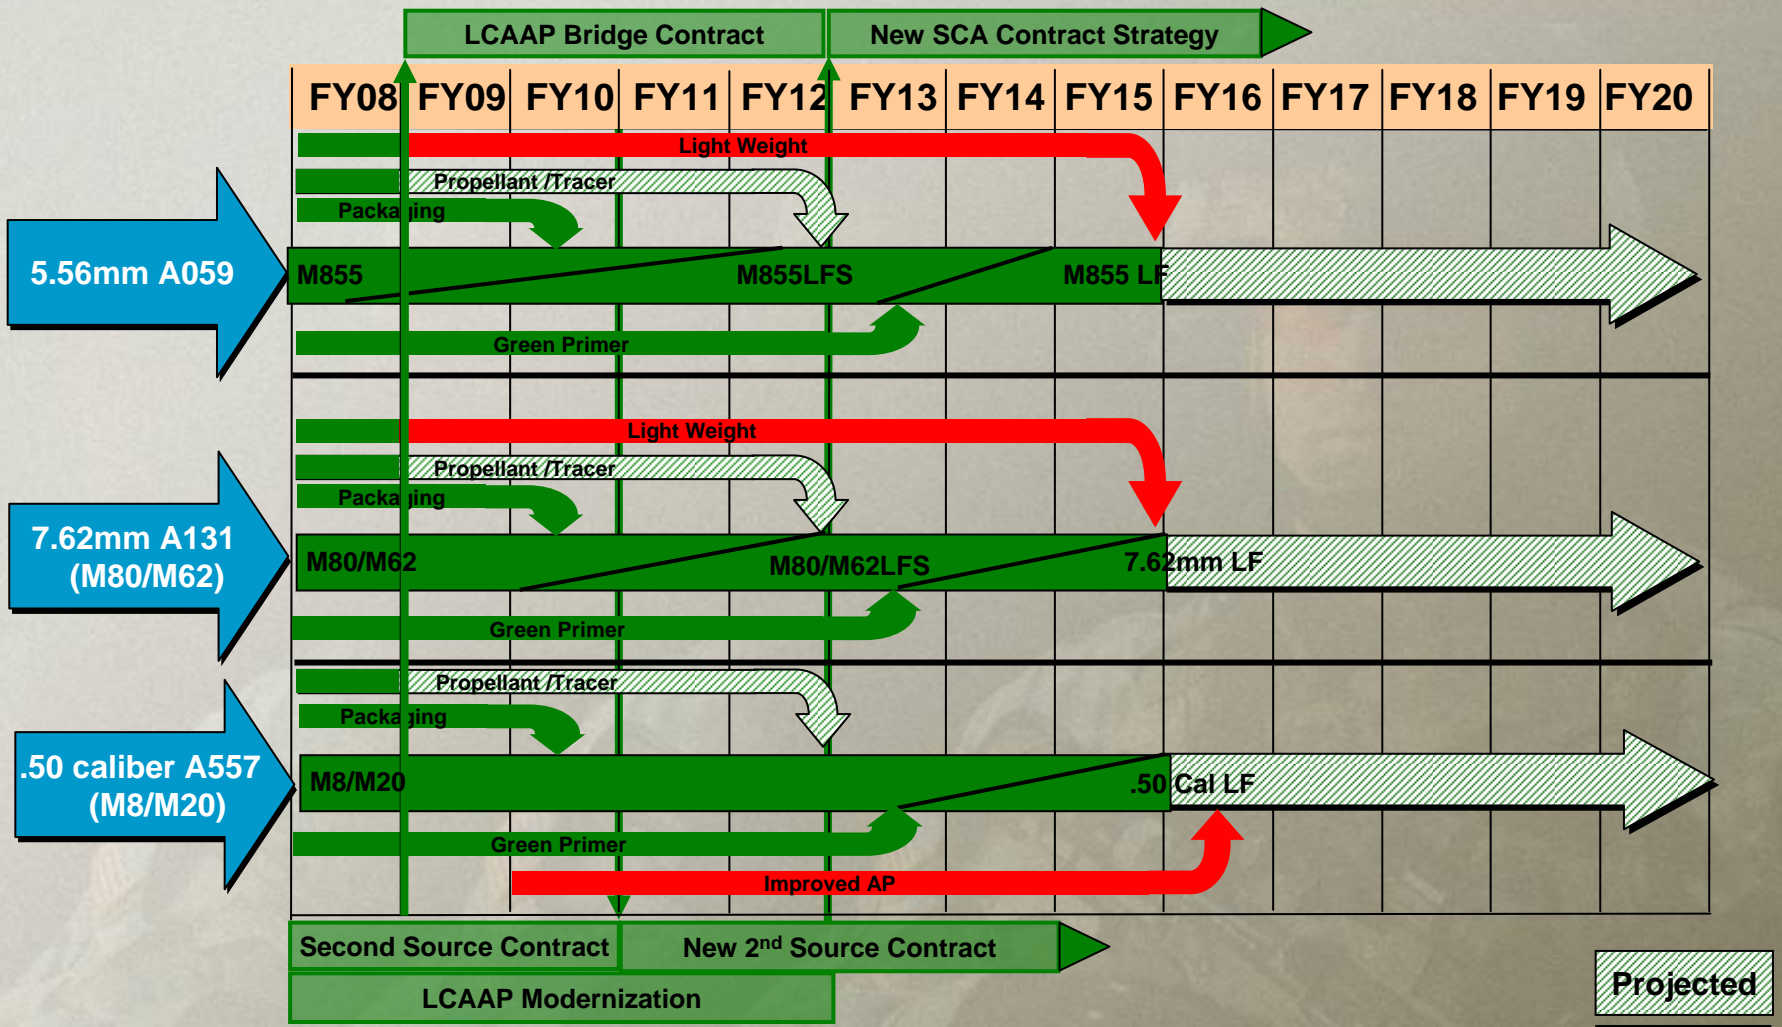 LCAAP Bridge Contract
New SCA Contract Strategy
FY08 FY09 FY10 FY11 FY12 FY13 FY14 FY15 FY16 FY17 FY18 FY19 FY20
Light Weight
Propellant /Tracer
Packaging
5.56mm A059
M855
M855LFS
M855 LF
Green Primer
Light Weight
Propellant /Tracer
Packaging
7.62mm A131
(M80/M62)
M80/M62
M80/M62LFS
7.62mm LF
Green Primer
Propellant /Tracer
Packaging
.50 caliber A557
(M8/M20)
M8/M20
.50 Cal LF
Green Primer
Improved AP
Second Source Contract
New 2nd Source Contract
LCAAP Modernization
Projected